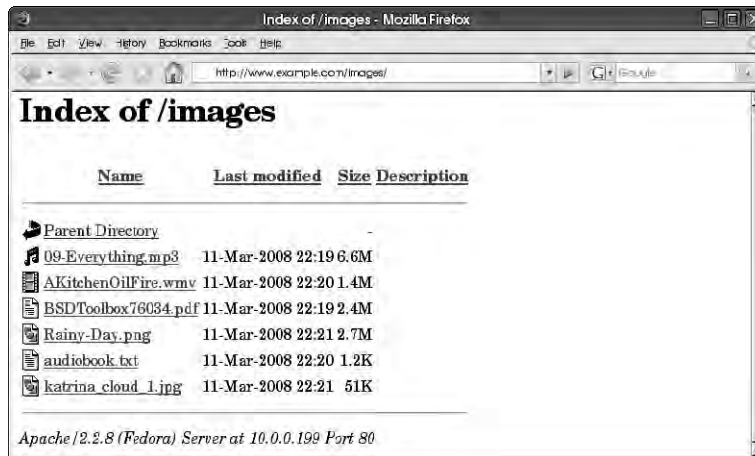 Index of /images - Mozilla Firefox
File Edit View History Bookmarks Tools Help
http://www.example.com/images/ Google
Index of /images
Name Last modified Size Description
Parent Directory -
09-Everything.mp3 11-Mar-2008 22:19 6.6M
AKitchenOilFire.wmv 11-Mar-2008 22:20 1.4M
BSDToolbox76034.pdf 11-Mar-2008 22:19 2.4M
Rainy-Day.png 11-Mar-2008 22:21 2.7M
audiobook.txt 11-Mar-2008 22:20 1.2K
katrina_cloud_1.jpg 11-Mar-2008 22:21 51K
Apache/2.2.8 (Fedora) Server at 10.0.0.199 Port 80